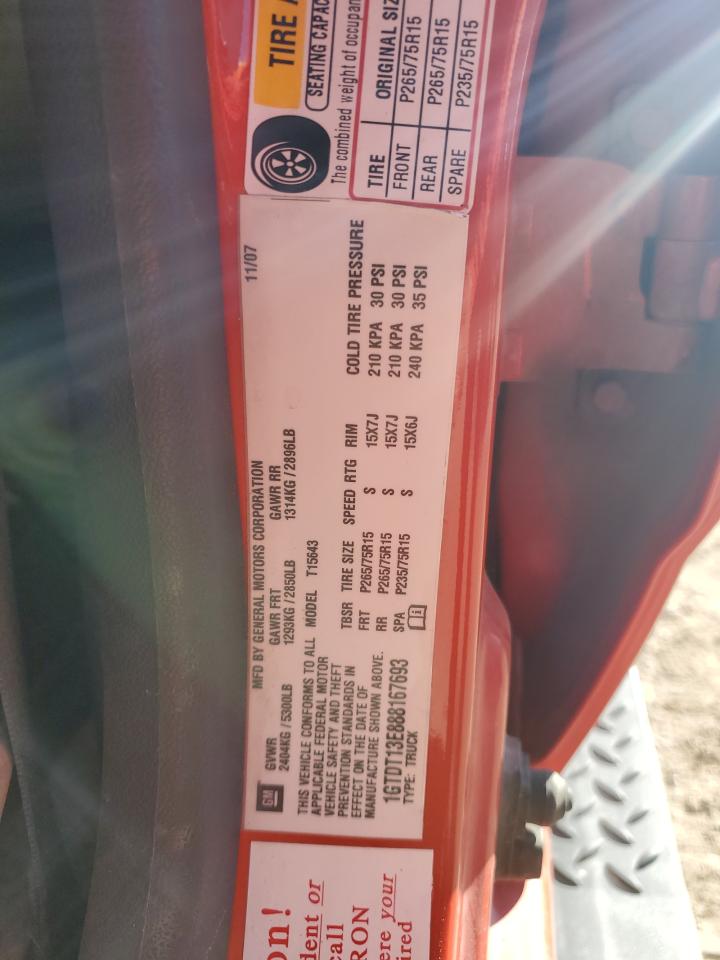 GM
MFD BY GENERAL MOTORS CORPORATION 11/07
GVWR GAWR FRT GAWR RR
2404KG / 5300LB 1293KG / 2850LB 1314KG / 2896LB
THIS VEHICLE CONFORMS TO ALL
APPLICABLE FEDERAL MOTOR
VEHICLE SAFETY AND THEFT
PREVENTION STANDARDS IN
EFFECT ON THE DATE OF
MANUFACTURE SHOWN ABOVE.
1GTDT13E888167693
TYPE: TRUCK
MODEL T15643
TBSR TIRE SIZE SPEED RTG RIM COLD TIRE PRESSURE
FRT P265/75R15 S 15X7J 210 KPA 30 PSI
RR P265/75R15 S 15X7J 210 KPA 30 PSI
SPA P235/75R15 S 15X6J 240 KPA 35 PSI
TIRE
SEATING CAPAC
The combined weight of occupan
TIRE ORIGINAL SIZ
FRONT P265/75R15
REAR P265/75R15
SPARE P235/75R15
on!
dent or
call
RON
ere your
ired